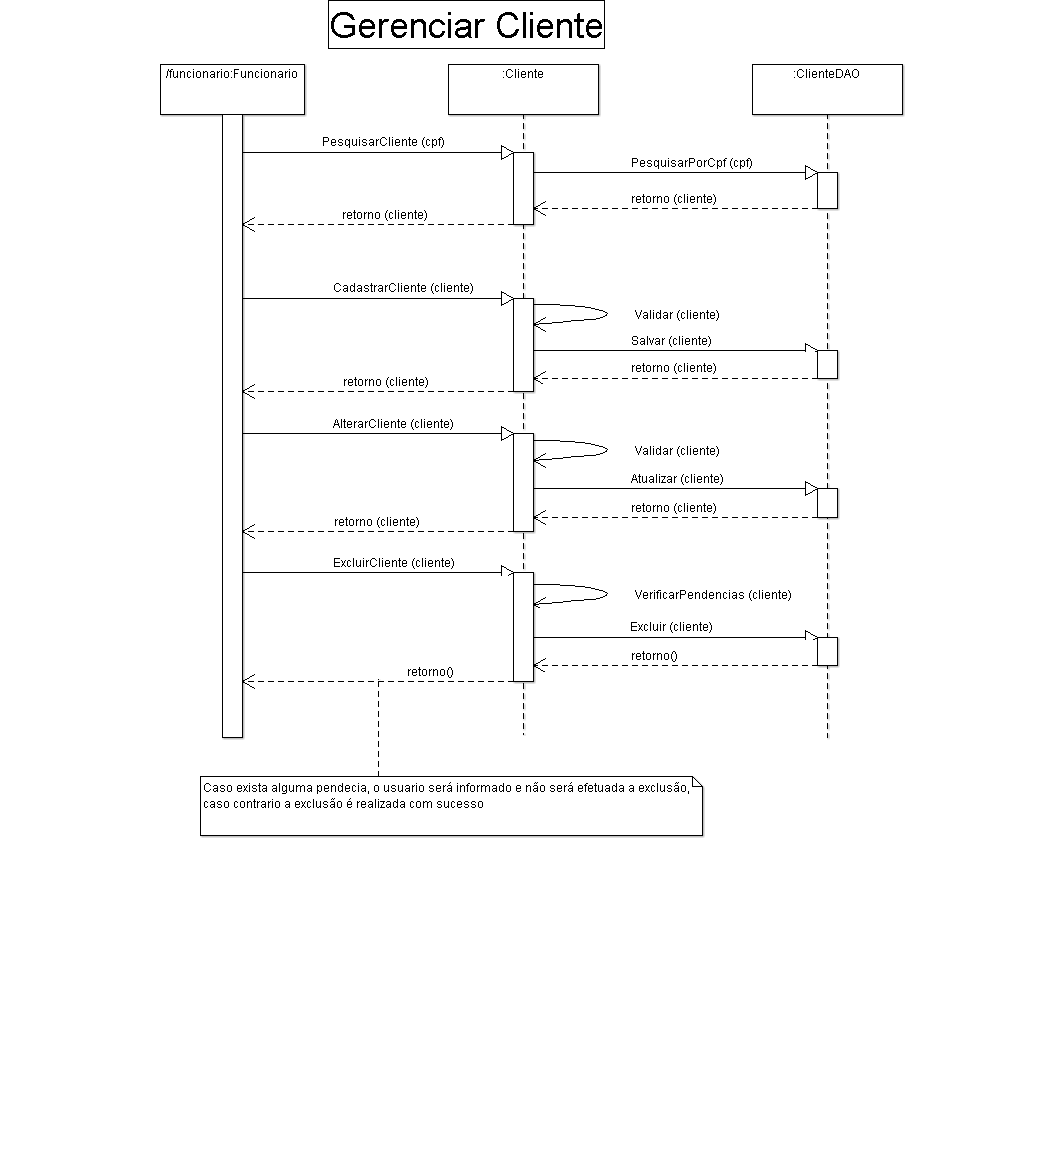 Gerenciar Cliente
/funcionario:Funcionario
:Cliente
:ClienteDAO
PesquisarCliente (cpf)
PesquisarPorCpf (cpf)
retorno (cliente)
retorno (cliente)
CadastrarCliente (cliente)
Validar (cliente)
Salvar (cliente)
retorno (cliente)
retorno (cliente)
AlterarCliente (cliente)
Validar (cliente)
Atualizar (cliente)
retorno (cliente)
retorno (cliente)
ExcluirCliente (cliente)
VerificarPendencias (cliente)
Excluir (cliente)
retorno()
retorno()
Caso exista alguma pendecia, o usuario será informado e não será efetuada a exclusão,
caso contrario a exclusão é realizada com sucesso